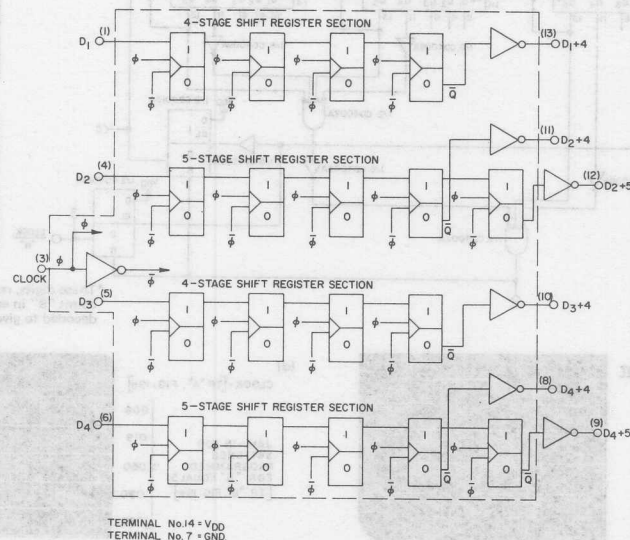 4-STAGE SHIFT REGISTER SECTION
D1 (1)
I I I I
φ φ φ φ
O O O O
φ̅ φ̅ φ̅ φ̅
Q̅
(13) D1+4
(11) D2+4
5-STAGE SHIFT REGISTER SECTION
D2 (4)
(12) D2+5
I I I I I
φ φ φ φ φ
O O O O O
φ̅ φ̅ φ̅ φ̅ φ̅
Q̅
(3) φ φ
CLOCK
φ̅
4-STAGE SHIFT REGISTER SECTION
D3 (5)
I I I I
φ φ φ φ
O O O O
φ̅ φ̅ φ̅ φ̅
Q̅
(10) D3+4
(8) D4+4
5-STAGE SHIFT REGISTER SECTION
D4 (6)
(9) D4+5
I I I I I
φ φ φ φ φ
O O O O O
φ̅ φ̅ φ̅ φ̅ φ̅
Q̅ Q̅
TERMINAL No.14 = VDD
TERMINAL No. 7 = GND